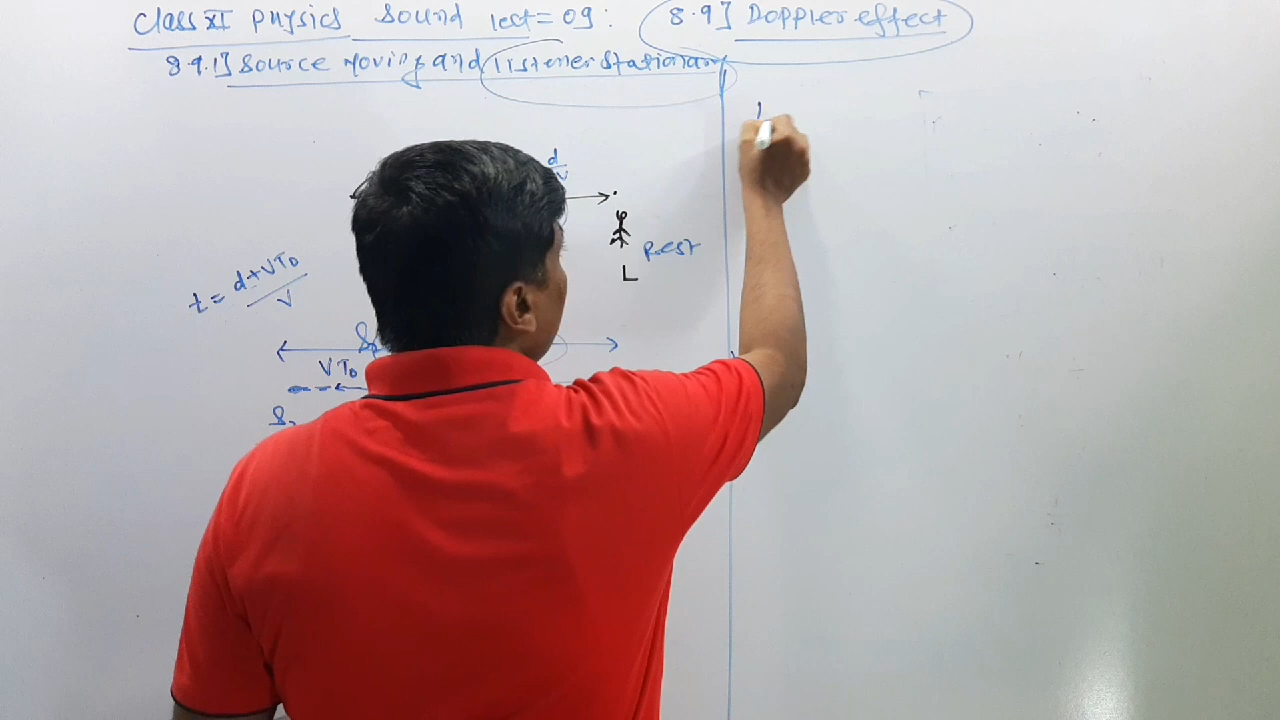 Class XI Physics Sound lect = 09: 8.9] Doppler effect
8.9.1] Source Moving and listener stationary
d
V
Rest
L
t = d+VT₀
V
VT₀